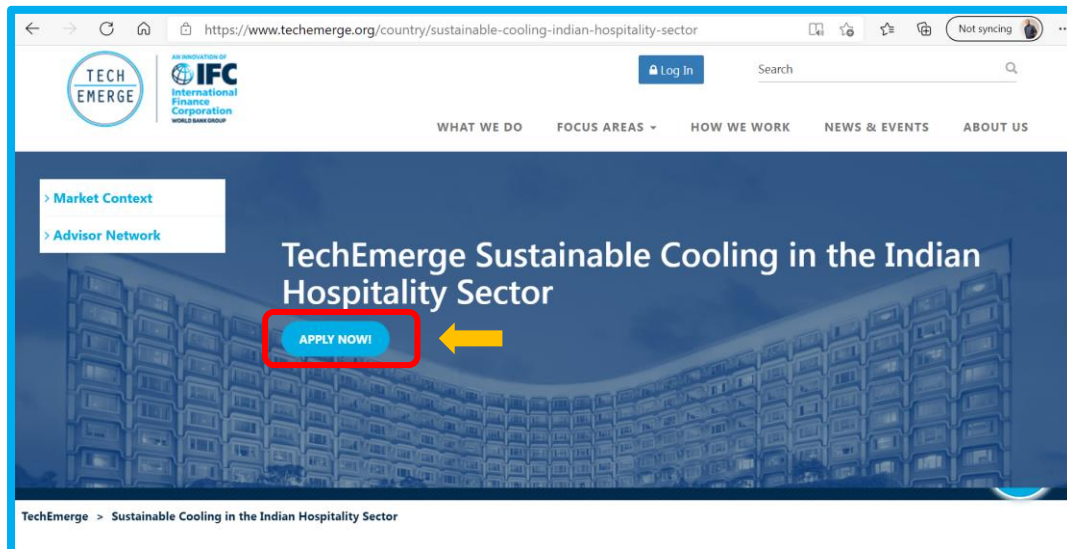 https://www.techemerge.org/country/sustainable-cooling-indian-hospitality-sector
Not syncing
TECH
EMERGE
AN INNOVATION OF
IFC
International
Finance
Corporation
WORLD BANK GROUP
Log In
Search
WHAT WE DO
FOCUS AREAS
HOW WE WORK
NEWS & EVENTS
ABOUT US
> Market Context
> Advisor Network
TechEmerge Sustainable Cooling in the Indian
Hospitality Sector
APPLY NOW!
TechEmerge > Sustainable Cooling in the Indian Hospitality Sector